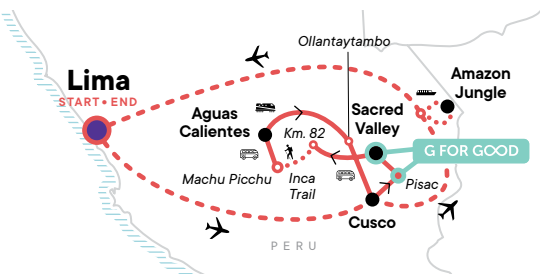 Ollantaytambo
Lima
START • END
Amazon
Jungle
Aguas
Calientes
Km. 82
Sacred
Valley
G FOR GOOD
Machu Picchu
Inca
Trail
Pisac
Cusco
PERU